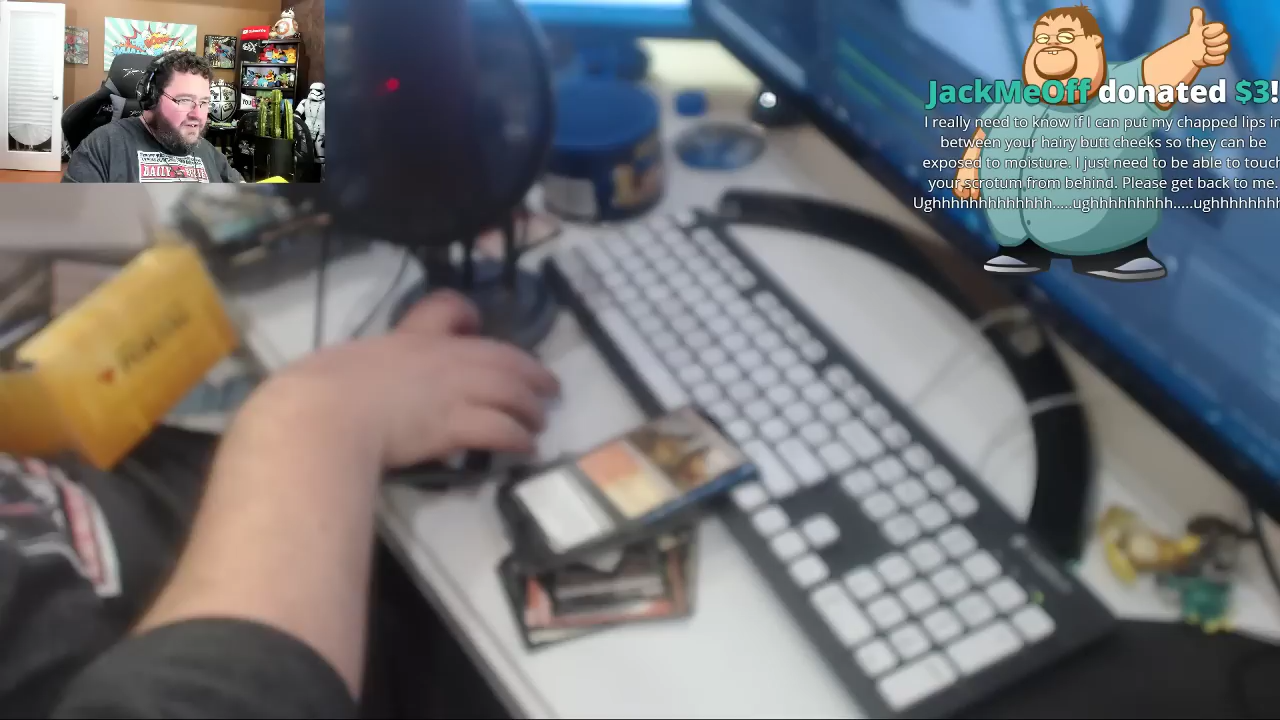 JackMeOff donated $3!
I really need to know if I can put my chapped lips in
between your hairy butt cheeks so they can be
exposed to moisture. I just need to be able to touch
your scrotum from behind. Please get back to me.
Ughhhhhhhhhhhhh.....ughhhhhhhhhh.....ughhhhhhhh